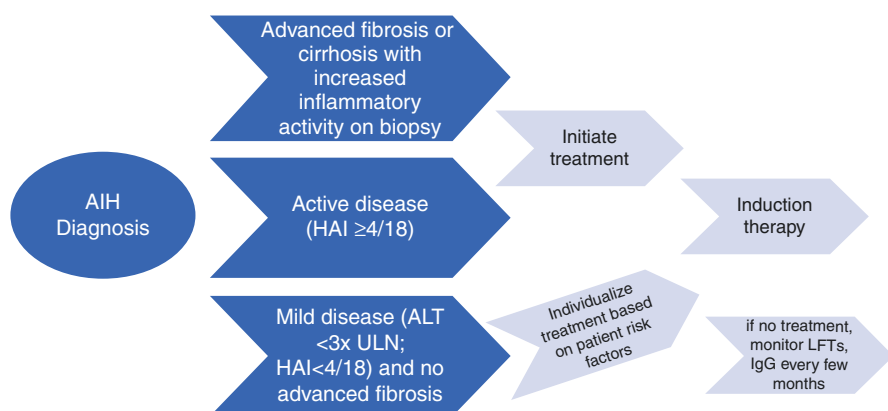 AIH
Diagnosis
Advanced fibrosis or
cirrhosis with
increased
inflammatory
activity on biopsy
Active disease
(HAI ≥4/18)
Mild disease (ALT
<3x ULN;
HAI<4/18) and no
advanced fibrosis
Initiate
treatment
Individualize
treatment based
on patient risk
factors
Induction
therapy
if no treatment,
monitor LFTs,
IgG every few
months